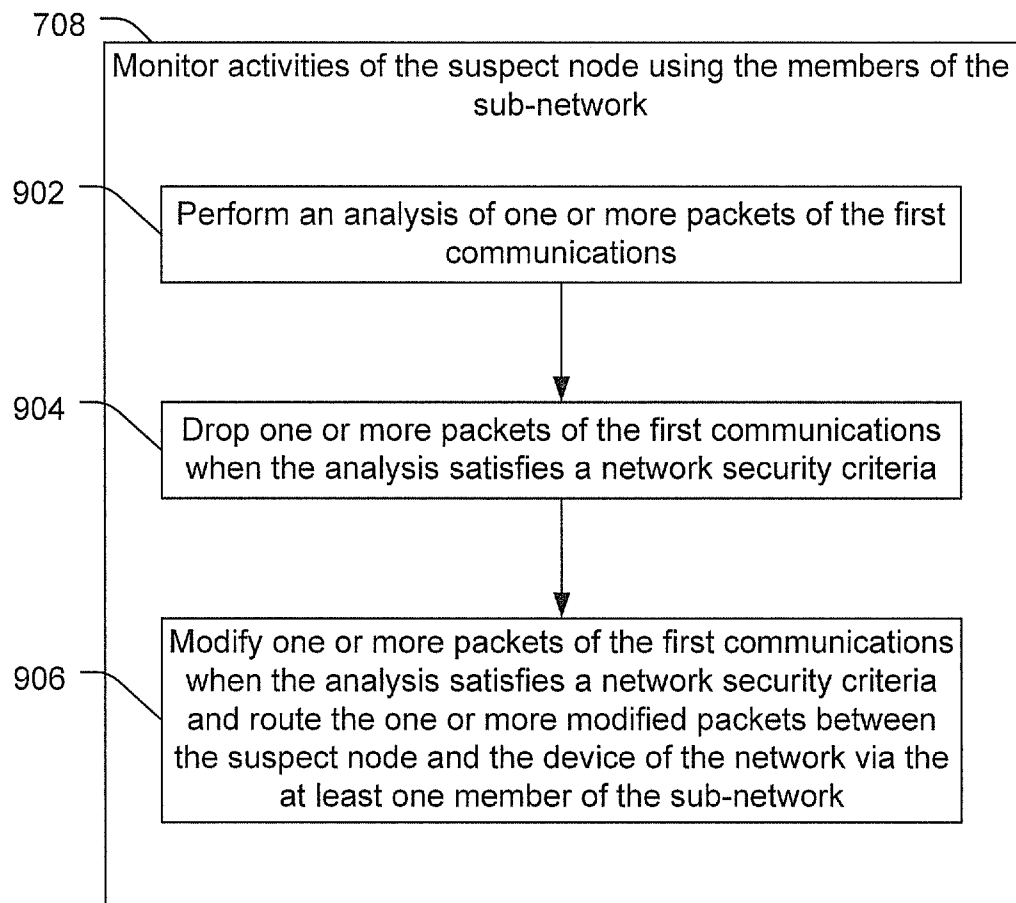 708
Monitor activities of the suspect node using the members of the
sub-network
902
Perform an analysis of one or more packets of the first
communications
904
Drop one or more packets of the first communications
when the analysis satisfies a network security criteria
906
Modify one or more packets of the first communications
when the analysis satisfies a network security criteria
and route the one or more modified packets between
the suspect node and the device of the network via the
at least one member of the sub-network